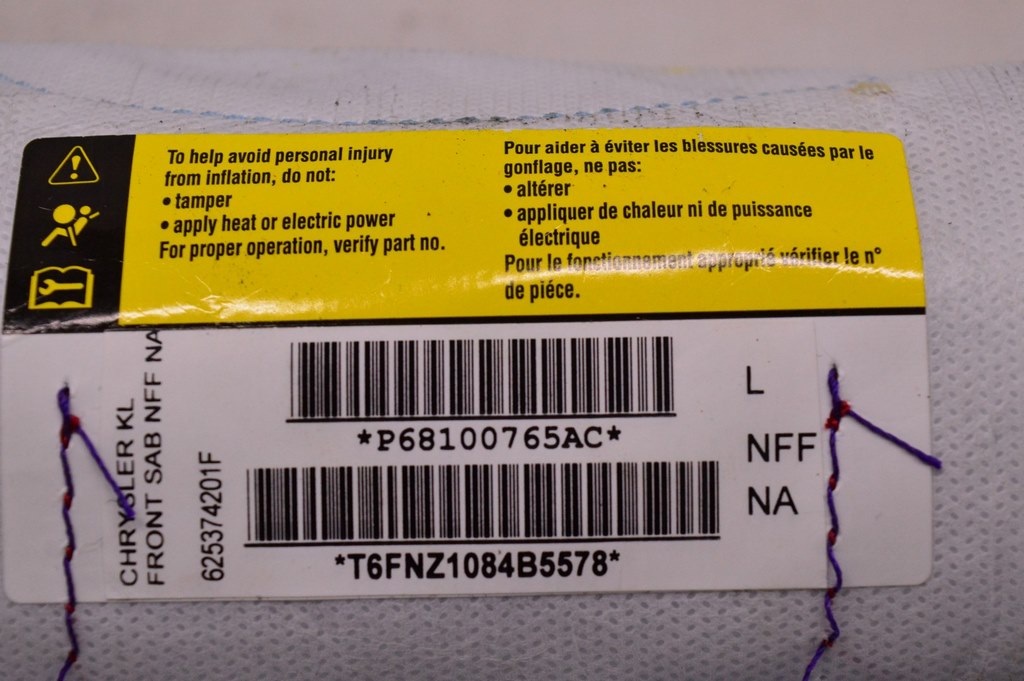 To help avoid personal injury
from inflation, do not:
• tamper
• apply heat or electric power
For proper operation, verify part no.
Pour aider à éviter les blessures causées par le
gonflage, ne pas:
• altérer
• appliquer de chaleur ni de puissance
électrique
Pour le fonctionnement approprié vérifier le n°
de piéce.
CHRYSLER KL
FRONT SAB NFF NA
625374201F
*P68100765AC*
*T6FNZ1084B5578*
L
NFF
NA